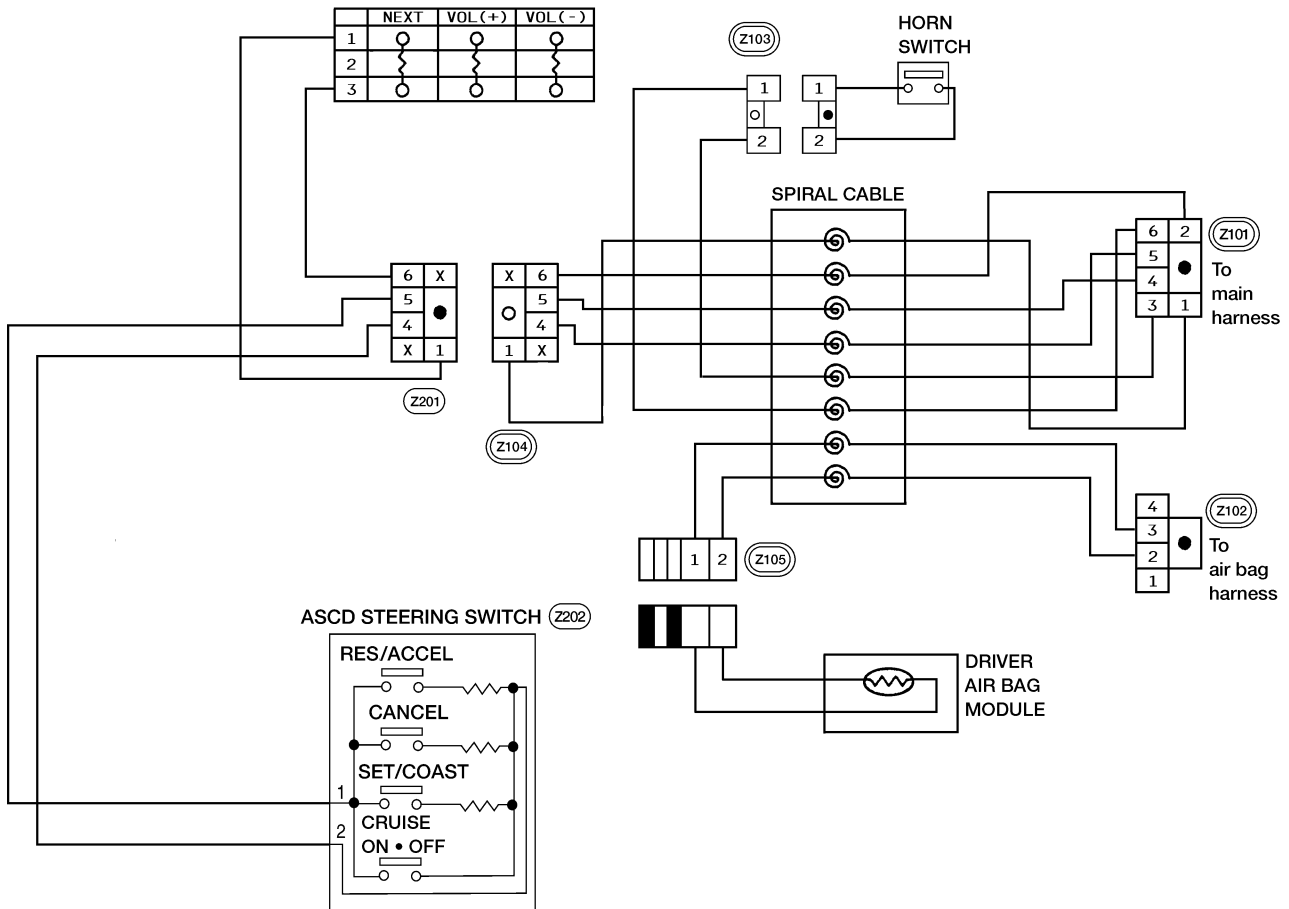 NEXT VOL(+) VOL(-)
1
2
3
Z103
HORN
SWITCH
1 1
2 2
SPIRAL CABLE
6 2
5
4
3 1
Z101
To
main
harness
6 X
5
4
X 1
Z201
X 6
5
4
1 X
Z104
4
3
2
1
Z102
To
air bag
harness
1 2
Z105
ASCD STEERING SWITCH Z202
RES/ACCEL
CANCEL
SET/COAST
1
CRUISE
2
ON • OFF
DRIVER
AIR BAG
MODULE